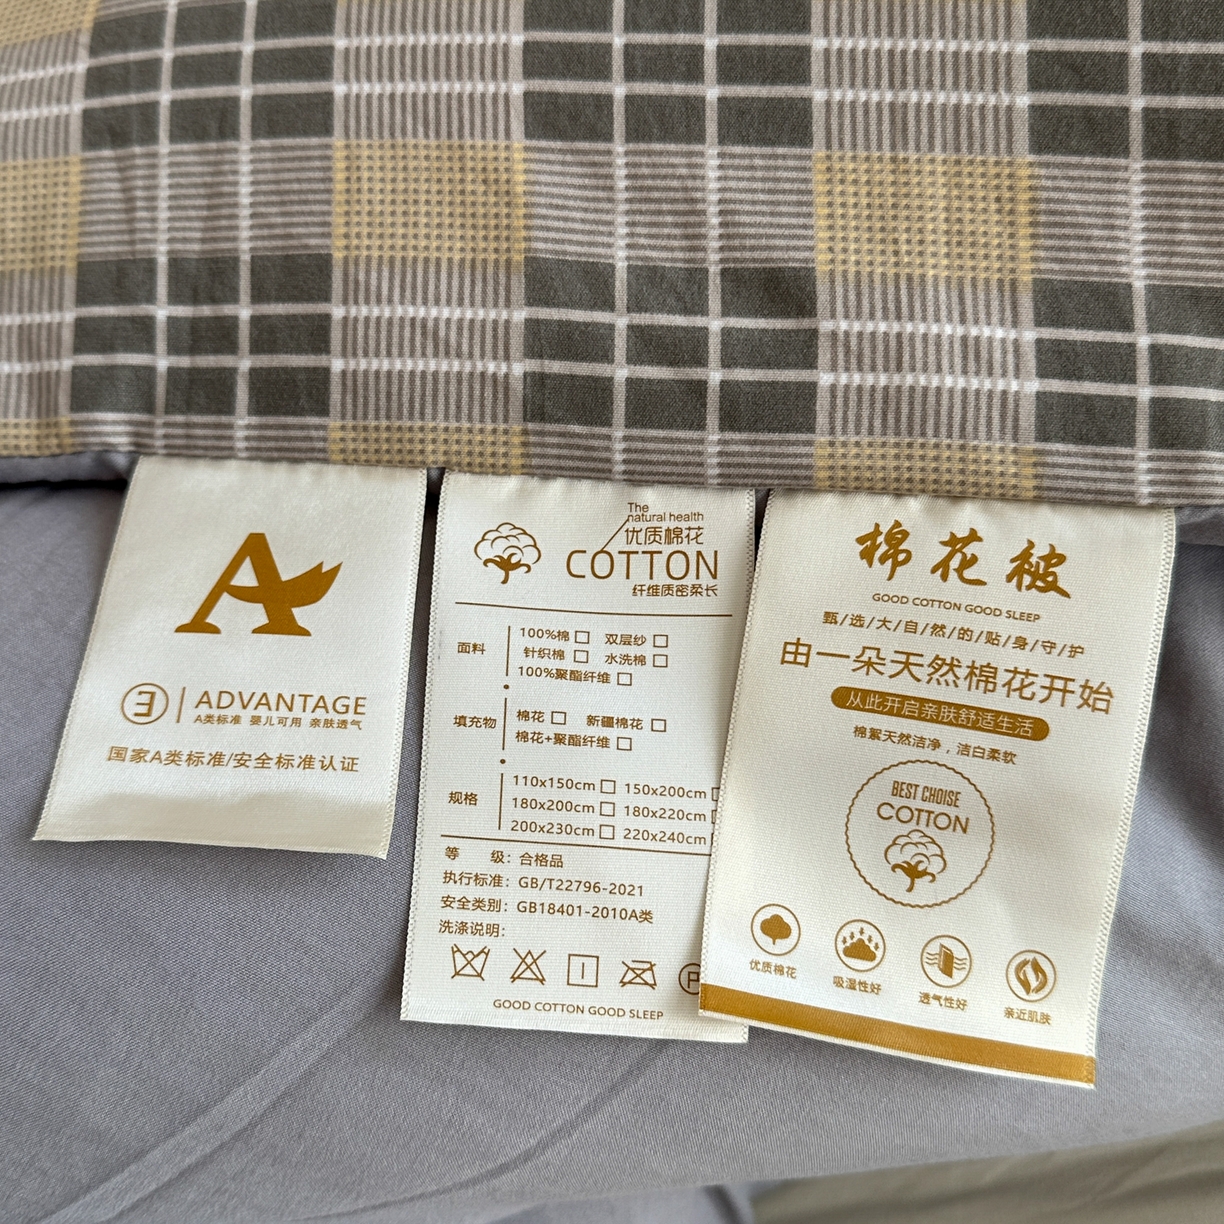 A
ADVANTAGE
A类标准 婴儿可用 亲肤透气
国家A类标准/安全标准认证
The
natural health
优质棉花
COTTON
纤维质密柔长
面料
100%棉 □ 双层纱 □
针织棉 □ 水洗棉 □
100%聚酯纤维 □
填充物
棉花 □ 新疆棉花 □
棉花+聚酯纤维 □
规格
110x150cm □ 150x200cm □
180x200cm □ 180x220cm □
200x230cm □ 220x240cm □
等 级：合格品
执行标准：GB/T22796-2021
安全类别：GB18401-2010A类
洗涤说明：
P
GOOD COTTON GOOD SLEEP
棉花被
GOOD COTTON GOOD SLEEP
甄/选/大/自/然/的/贴/身/守/护
由一朵天然棉花开始
从此开启亲肤舒适生活
棉絮天然洁净，洁白柔软
BEST CHOISE
COTTON
优质棉花
吸湿性好
透气性好
亲近肌肤